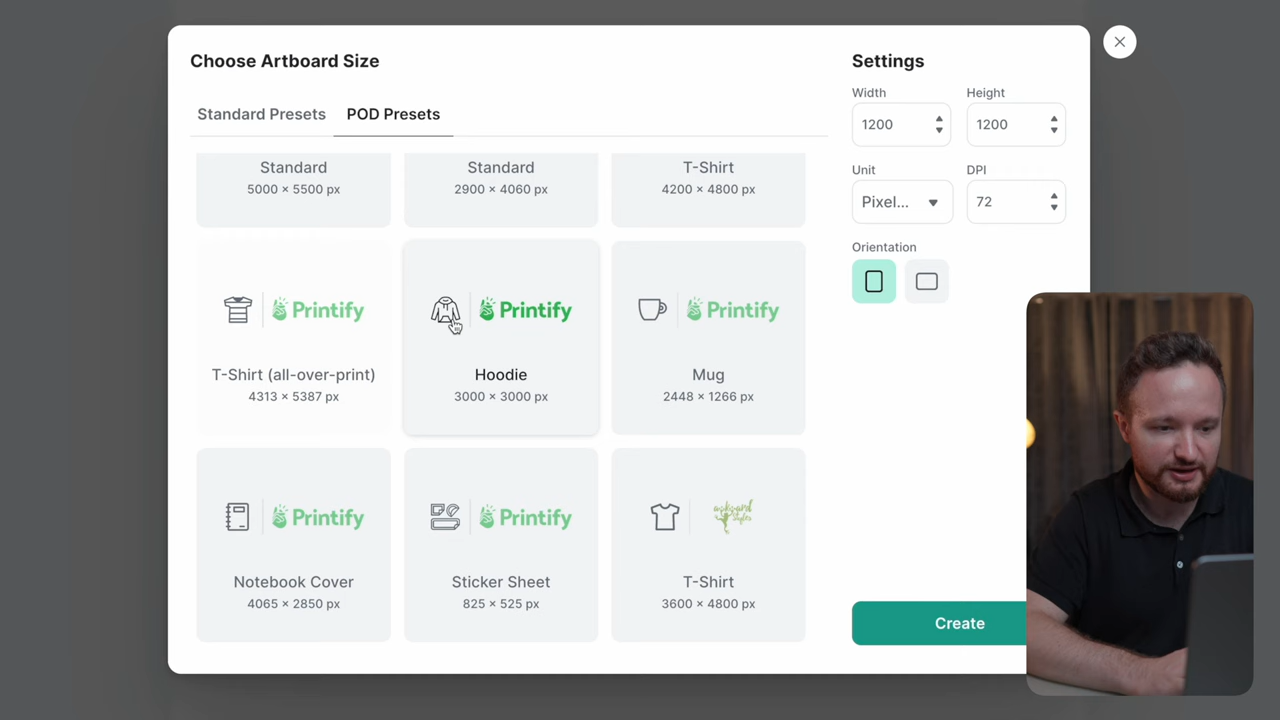 Choose Artboard Size
Settings
Standard Presets
POD Presets
Width
Height
1200
1200
Unit
DPI
Pixel...
72
Orientation
Standard
5000 × 5500 px
Standard
2900 × 4060 px
T-Shirt
4200 × 4800 px
Printify
T-Shirt (all-over-print)
4313 × 5387 px
Printify
Hoodie
3000 × 3000 px
Printify
Mug
2448 × 1266 px
Printify
Notebook Cover
4065 × 2850 px
Printify
Sticker Sheet
825 × 525 px
awkward
styles
T-Shirt
3600 × 4800 px
Create